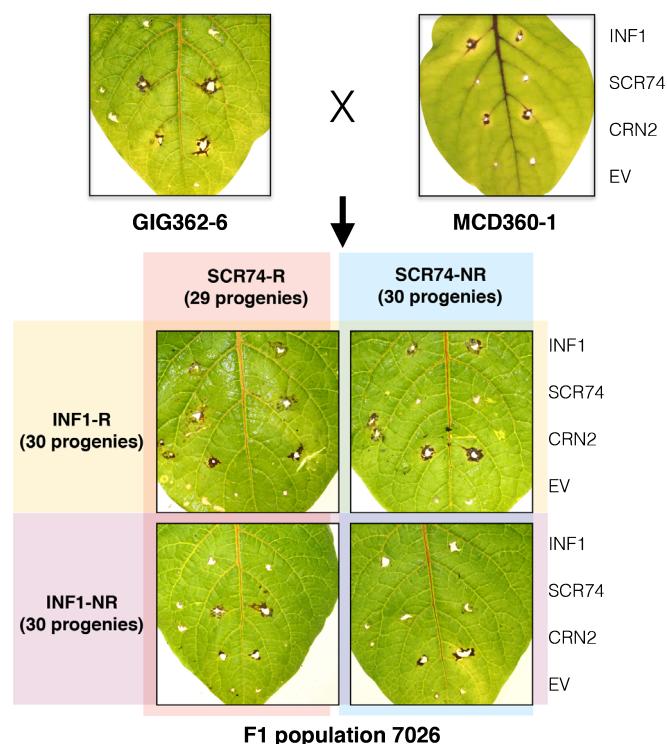 INF1
SCR74
X
CRN2
EV
GIG362-6
MCD360-1
SCR74-R
(29 progenies)
SCR74-NR
(30 progenies)
INF1-R
(30 progenies)
INF1
SCR74
CRN2
EV
INF1-NR
(30 progenies)
INF1
SCR74
CRN2
EV
F1 population 7026